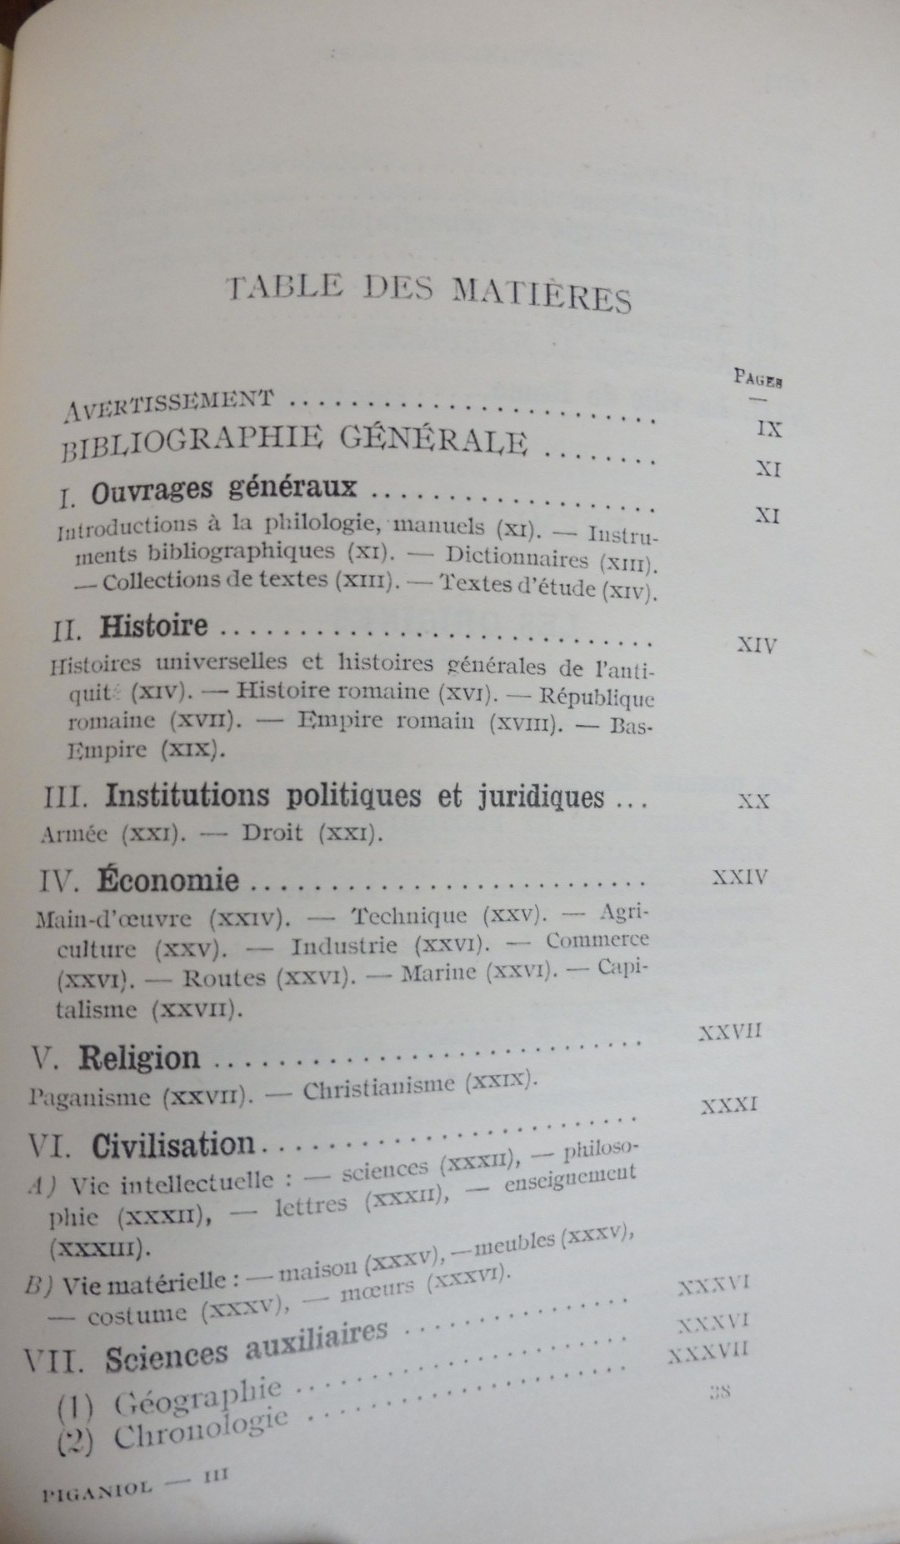 TABLE DES MATIÈRES
PAGES
AVERTISSEMENT .......................... IX
BIBLIOGRAPHIE GÉNÉRALE ........ XI
I. Ouvrages généraux .................... XI
Introductions à la philologie, manuels (XI). — Instru-
ments bibliographiques (XI). — Dictionnaires (XIII).
— Collections de textes (XIII). — Textes d'étude (XIV).
II. Histoire .............................. XIV
Histoires universelles et histoires générales de l'anti-
quité (XIV). — Histoire romaine (XVI). — République
romaine (XVII). — Empire romain (XVIII). — Bas-
Empire (XIX).
III. Institutions politiques et juridiques ... XX
Armée (XXI). — Droit (XXI).
IV. Économie ........................... XXIV
Main-d'œuvre (XXIV). — Technique (XXV). — Agri-
culture (XXV). — Industrie (XXVI). — Commerce
(XXVI). — Routes (XXVI). — Marine (XXVI). — Capi-
talisme (XXVII).
V. Religion .............................. XXVII
Paganisme (XXVII). — Christianisme (XXIX).
VI. Civilisation .......................... XXXI
A) Vie intellectuelle : — sciences (XXXII), — philoso-
phie (XXXII), — lettres (XXXII), — enseignement
(XXXIII).
B) Vie matérielle : — maison (XXXV), — meubles (XXXV),
— costume (XXXV), — mœurs (XXXVI).
VII. Sciences auxiliaires ................. XXXVI
(1) Géographie ........................ XXXVI
(2) Chronologie ....................... XXXVII
PIGANIOL — III 38